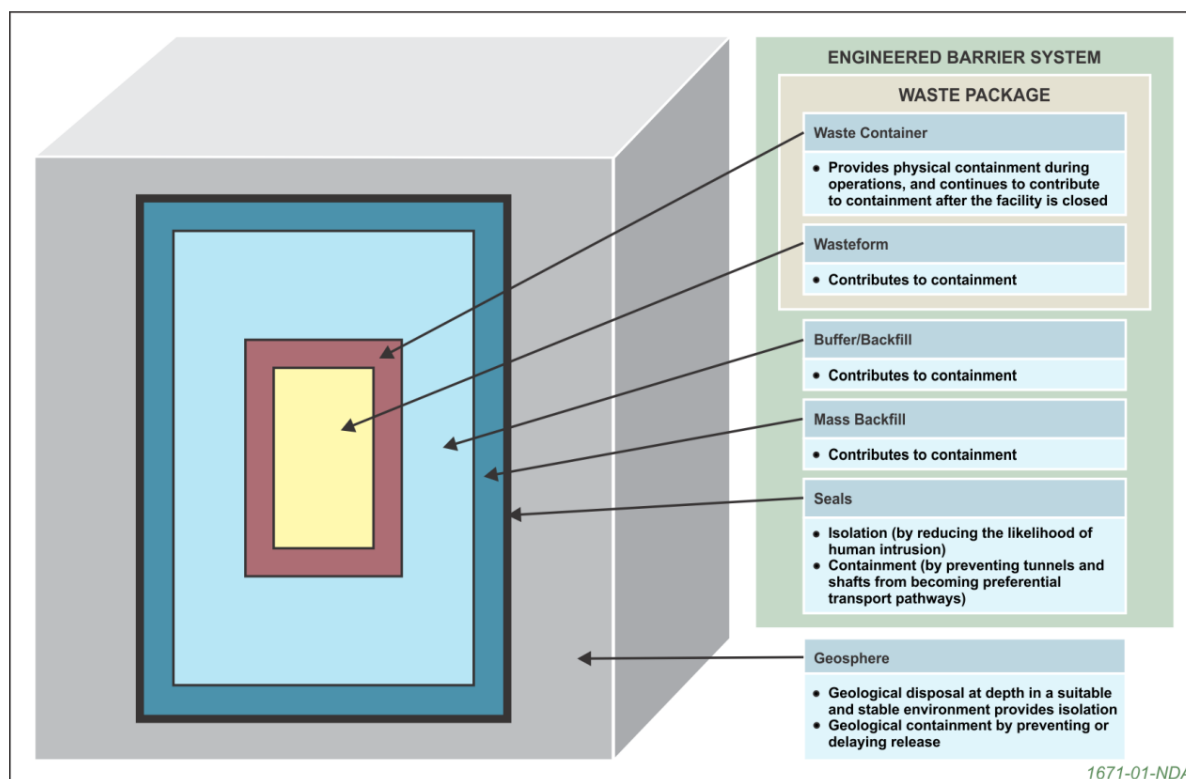 ENGINEERED BARRIER SYSTEM
WASTE PACKAGE
Waste Container
● Provides physical containment during
operations, and continues to contribute
to containment after the facility is closed
Wasteform
● Contributes to containment
Buffer/Backfill
● Contributes to containment
Mass Backfill
● Contributes to containment
Seals
● Isolation (by reducing the likelihood of
human intrusion)
● Containment (by preventing tunnels and
shafts from becoming preferential
transport pathways)
Geosphere
● Geological disposal at depth in a suitable
and stable environment provides isolation
● Geological containment by preventing or
delaying release
1671-01-NDA